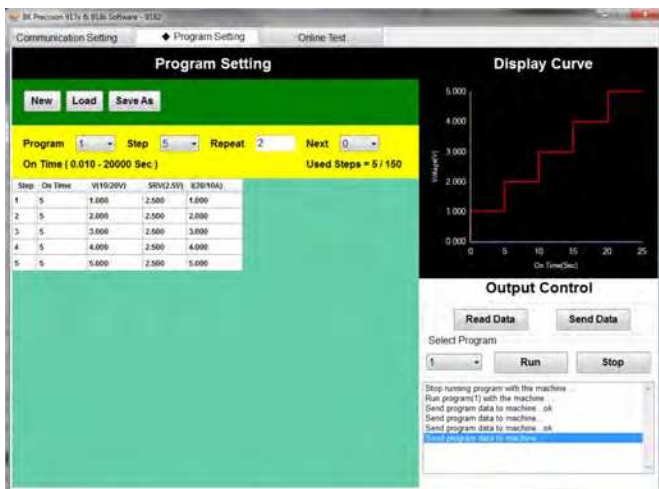 BK Precision 917x & 918x Software - 9182
Communication Setting
◆ Program Setting
Online Test
Program Setting
New
Load
Save As
Program 1 Step 5 Repeat 2 Next 0
On Time ( 0.010 - 20000 Sec )
Used Steps = 5 / 150
Step On Time V(10/20V) SRV(2.5V) I(20/10A)
1 5 1.000 2.500 1.000
2 5 2.000 2.500 2.000
3 5 3.000 2.500 3.000
4 5 4.000 2.500 4.000
5 5 5.000 2.500 5.000
Display Curve
5.000
4.000
3.000
2.000
1.000
0.000
Voltage(V)
0 5 10 15 20 25
On Time(Sec)
Output Control
Read Data
Send Data
Select Program
1
Run
Stop
Stop running program with the machine ...
Run program(1) with the machine ...
Send program data to machine...ok
Send program data to machine...
Send program data to machine...ok
Send program data to machine...